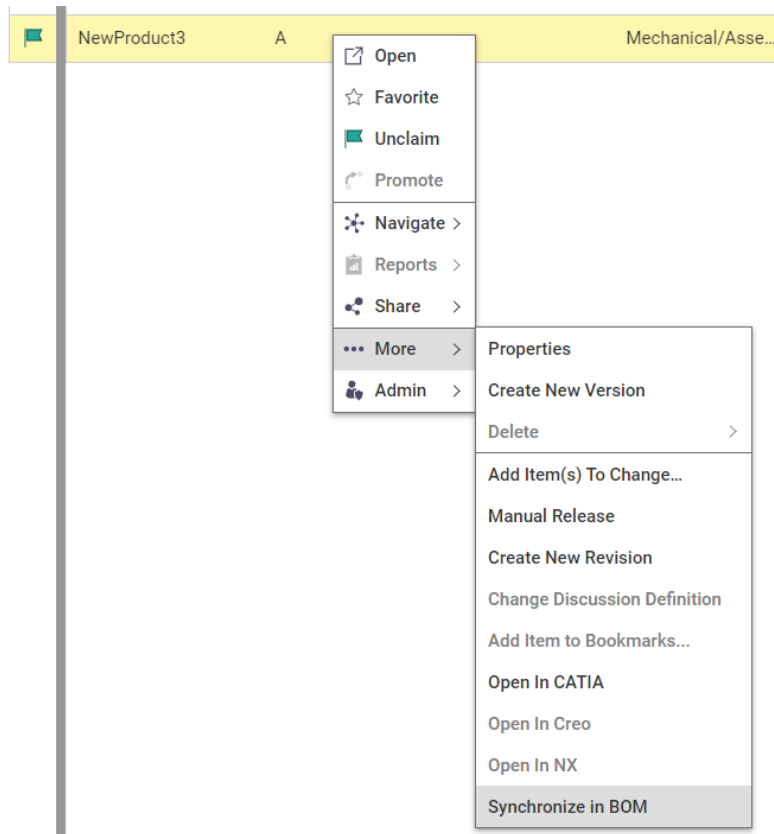 NewProduct3 A Mechanical/Asse...
Open
Favorite
Unclaim
Promote
Navigate
Reports
Share
More
Admin
Properties
Create New Version
Delete
Add Item(s) To Change...
Manual Release
Create New Revision
Change Discussion Definition
Add Item to Bookmarks...
Open In CATIA
Open In Creo
Open In NX
Synchronize in BOM